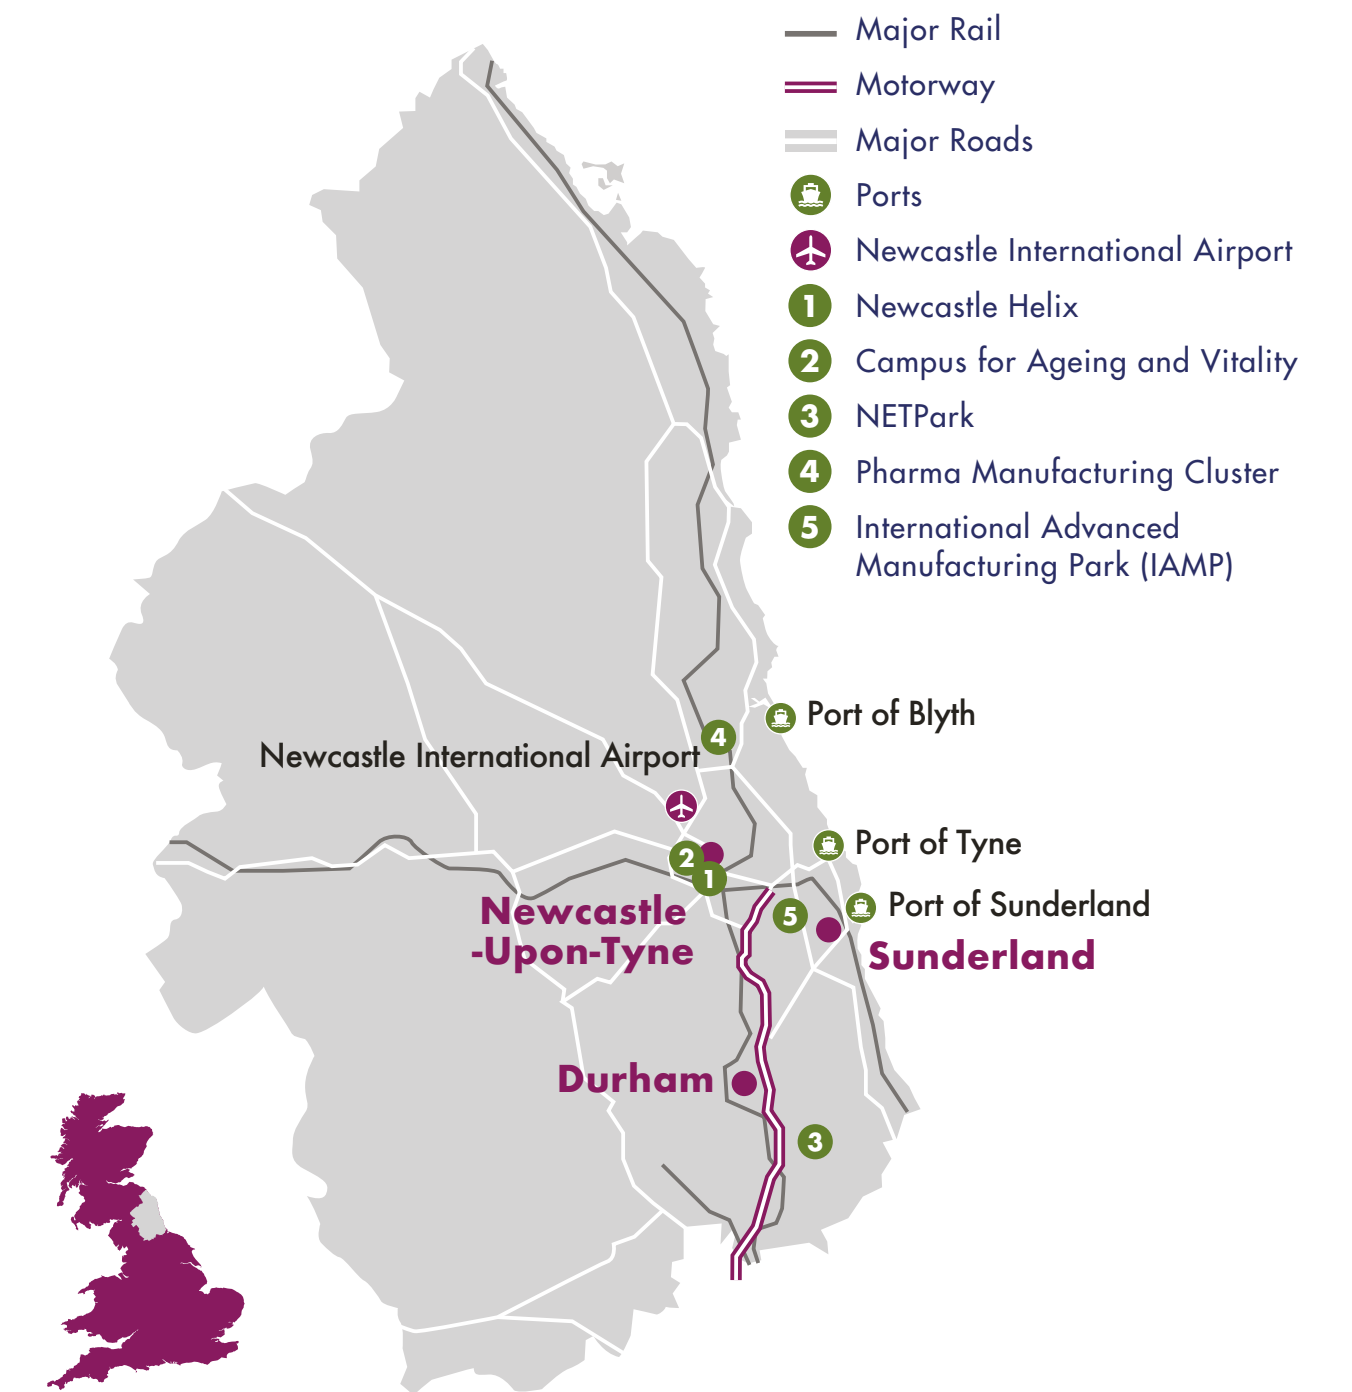 Major Rail
Motorway
Major Roads
Ports
Newcastle International Airport
1 Newcastle Helix
2 Campus for Ageing and Vitality
3 NETPark
4 Pharma Manufacturing Cluster
5 International Advanced
Manufacturing Park (IAMP)
Port of Blyth
4
Newcastle International Airport
Port of Tyne
2
1
Port of Sunderland
5
Newcastle
-Upon-Tyne
Sunderland
Durham
3